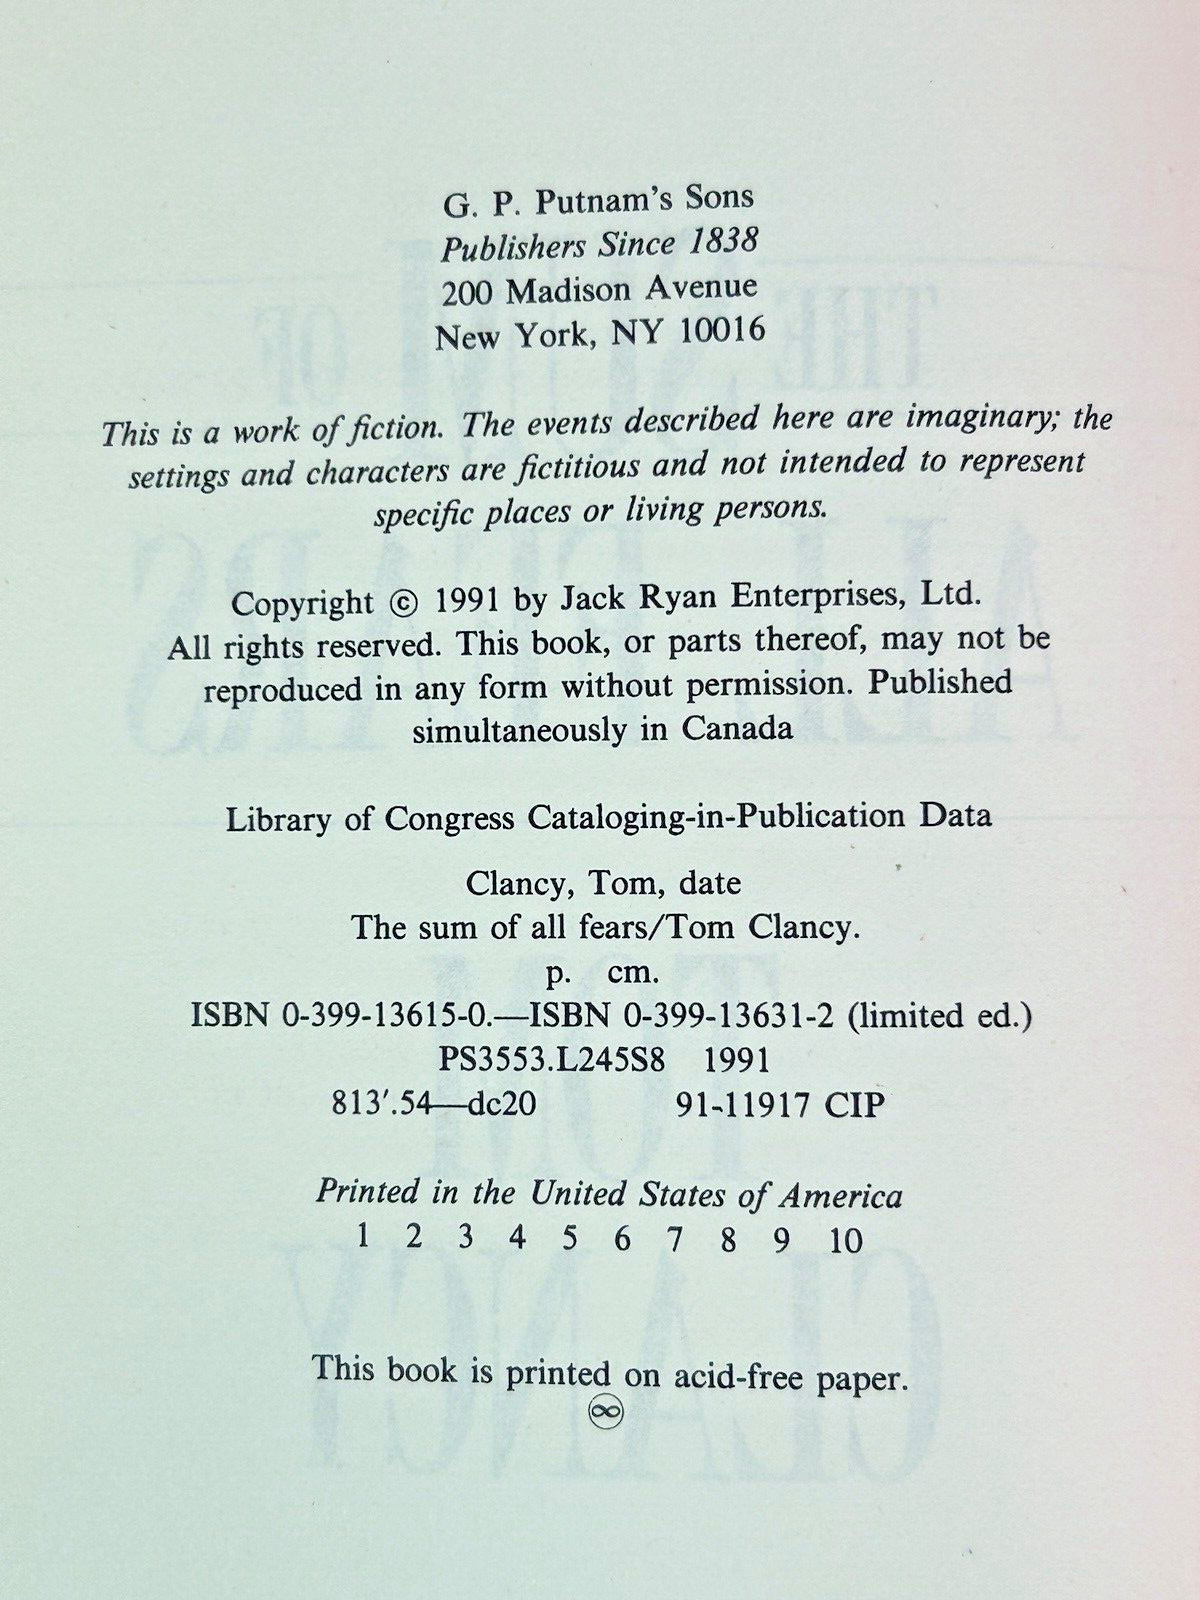 G. P. Putnam's Sons
Publishers Since 1838
200 Madison Avenue
New York, NY 10016
This is a work of fiction. The events described here are imaginary; the
settings and characters are fictitious and not intended to represent
specific places or living persons.
Copyright © 1991 by Jack Ryan Enterprises, Ltd.
All rights reserved. This book, or parts thereof, may not be
reproduced in any form without permission. Published
simultaneously in Canada
Library of Congress Cataloging-in-Publication Data
Clancy, Tom, date
The sum of all fears/Tom Clancy.
p. cm.
ISBN 0-399-13615-0.—ISBN 0-399-13631-2 (limited ed.)
PS3553.L245S8 1991
813′.54—dc20 91-11917 CIP
Printed in the United States of America
1 2 3 4 5 6 7 8 9 10
This book is printed on acid-free paper.
♾